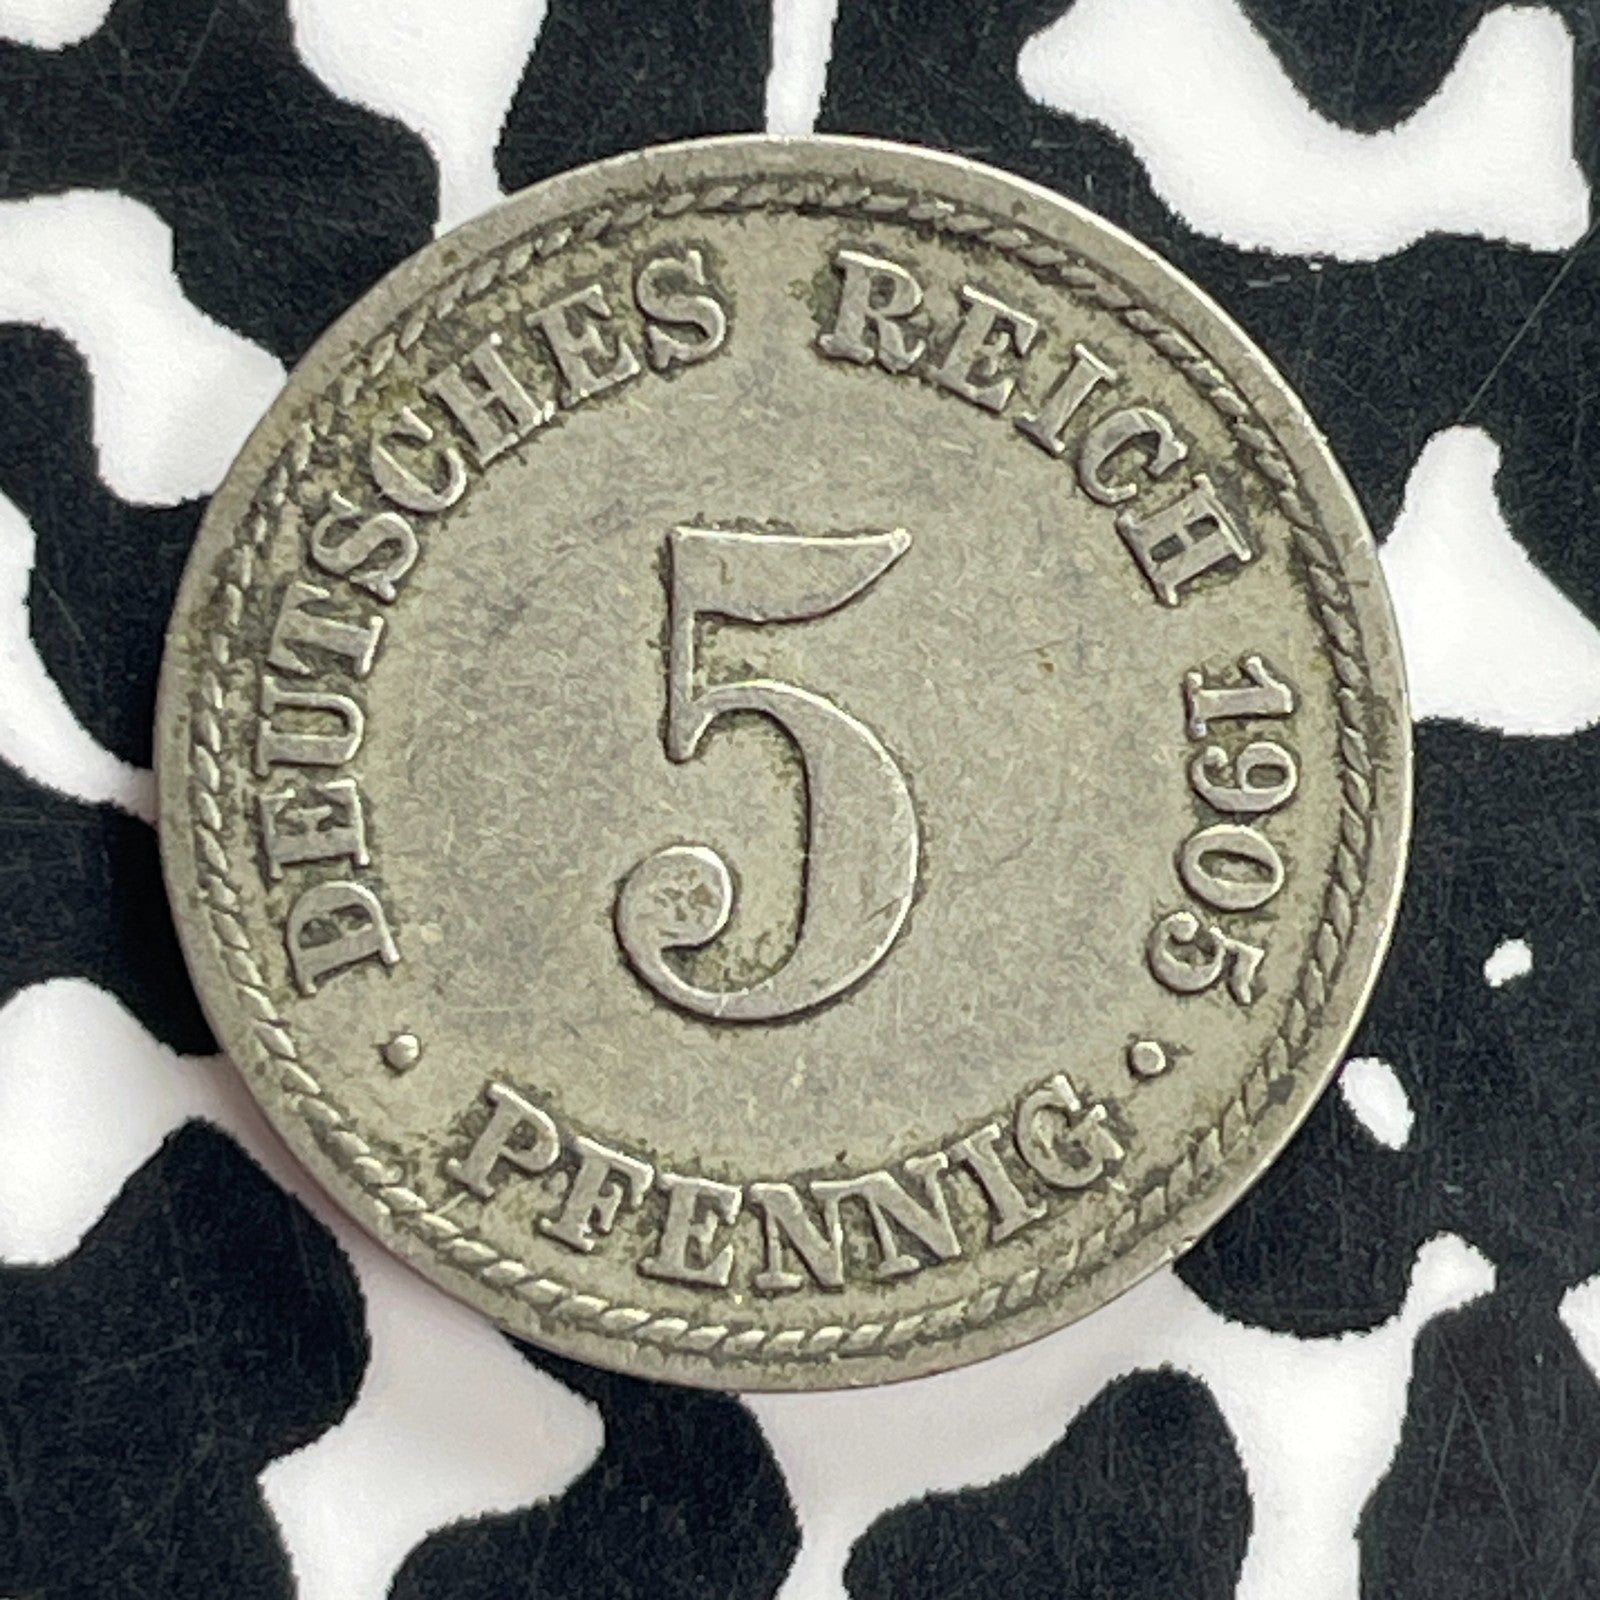 DEUTSCHES REICH 1905
5
• PFENNIG •